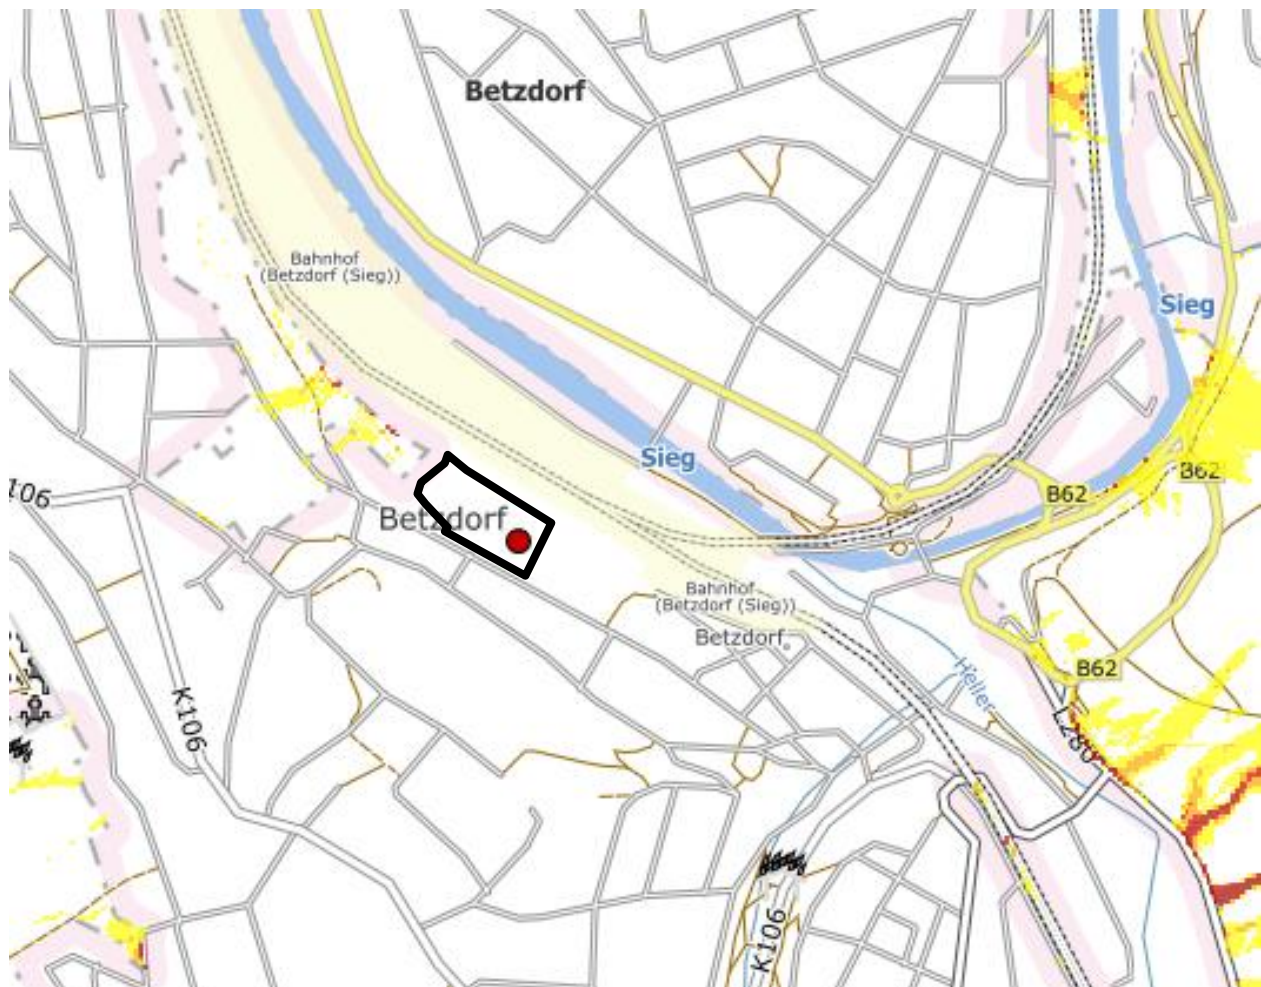 Betzdorf
Bahnhof
(Betzdorf (Sieg))
Sieg
Sieg
B62
106
B62
Betzdorf
Bahnhof
(Betzdorf (Sieg))
Betzdorf
B62
Heller
K106
L280
K106